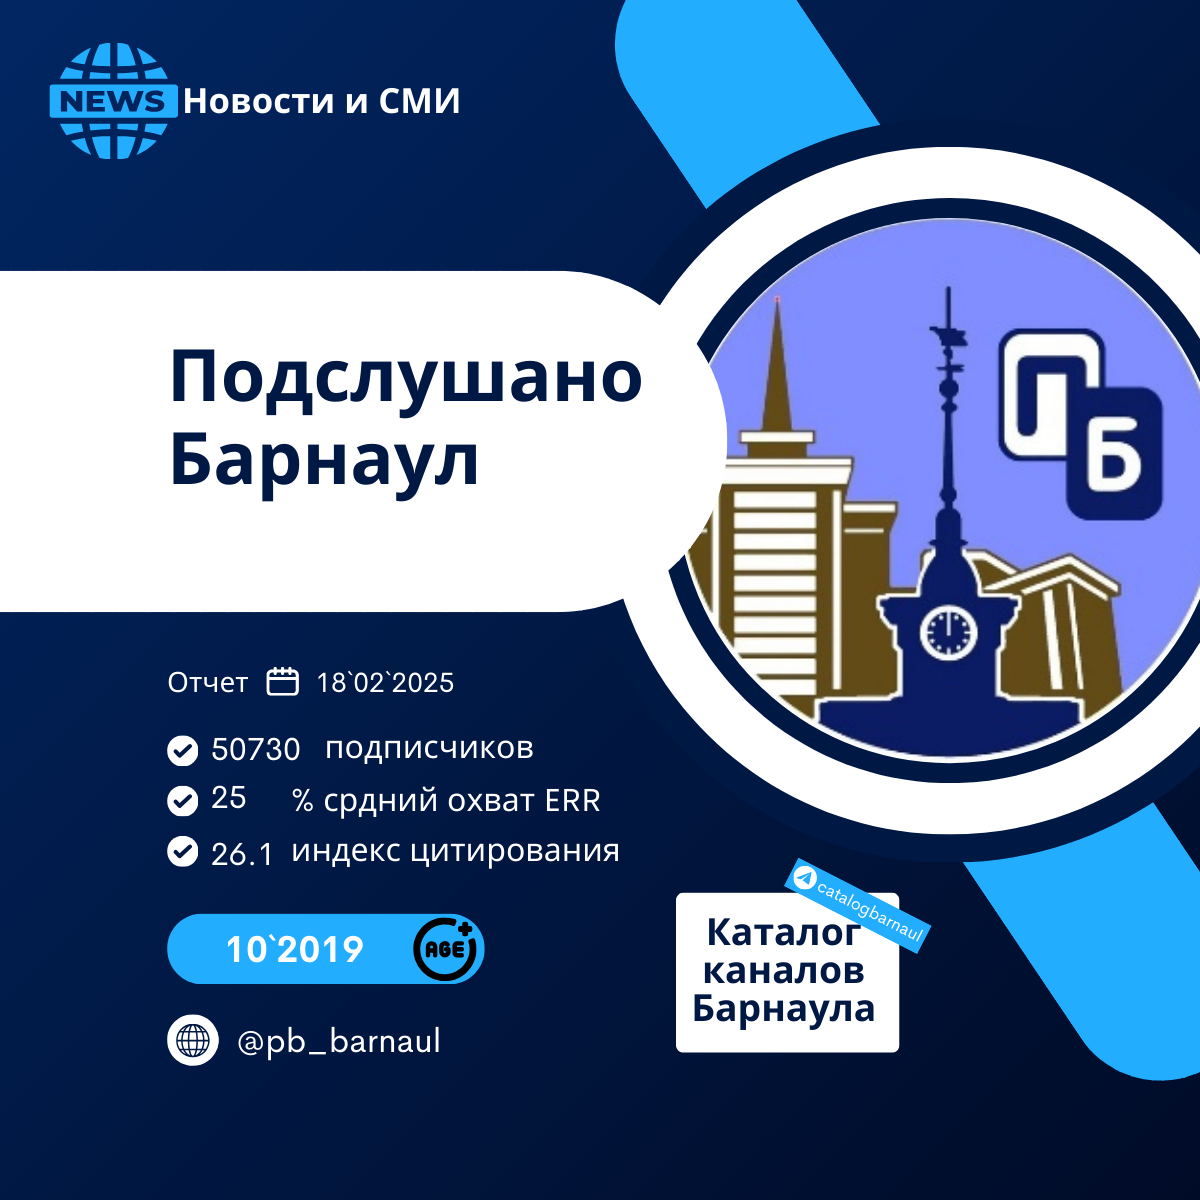 NEWS Новости и СМИ
Подслушано
Барнаул
ПБ
Отчет 18`02`2025
50730 подписчиков
25 % срдний охват ERR
26.1 индекс цитирования
10`2019 AGE+
@pb_barnaul
catalogbarnaul
Каталог
каналов
Барнаула